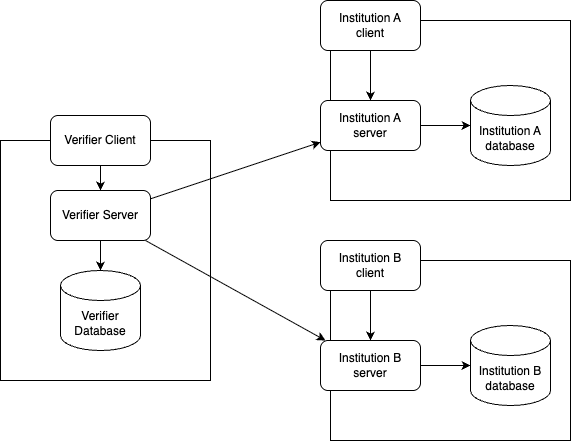 Institution A
client
Institution A
server
Institution A
database
Verifier Client
Verifier Server
Verifier
Database
Institution B
client
Institution B
server
Institution B
database